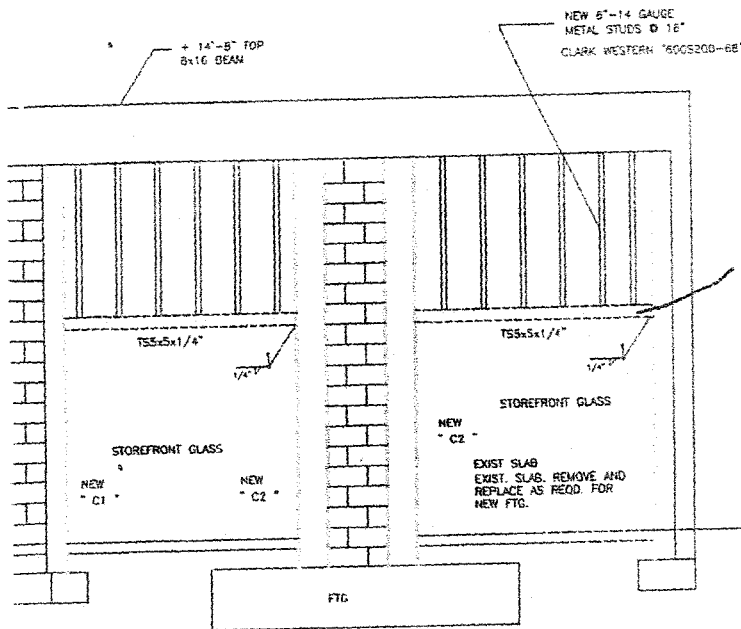 + 14'-8" TOP
8x16 BEAM
NEW 6"-14 GAUGE
METAL STUDS @ 16"
CLARK WESTERN "600S200-68"
TS5x5x1/4"
1/4"
TS5x5x1/4"
1/4"
STOREFRONT GLASS
NEW
" C1 "
NEW
" C2 "
STOREFRONT GLASS
NEW
" C2 "
EXIST SLAB
EXIST. SLAB. REMOVE AND
REPLACE AS REQD. FOR
NEW FTG.
FTG